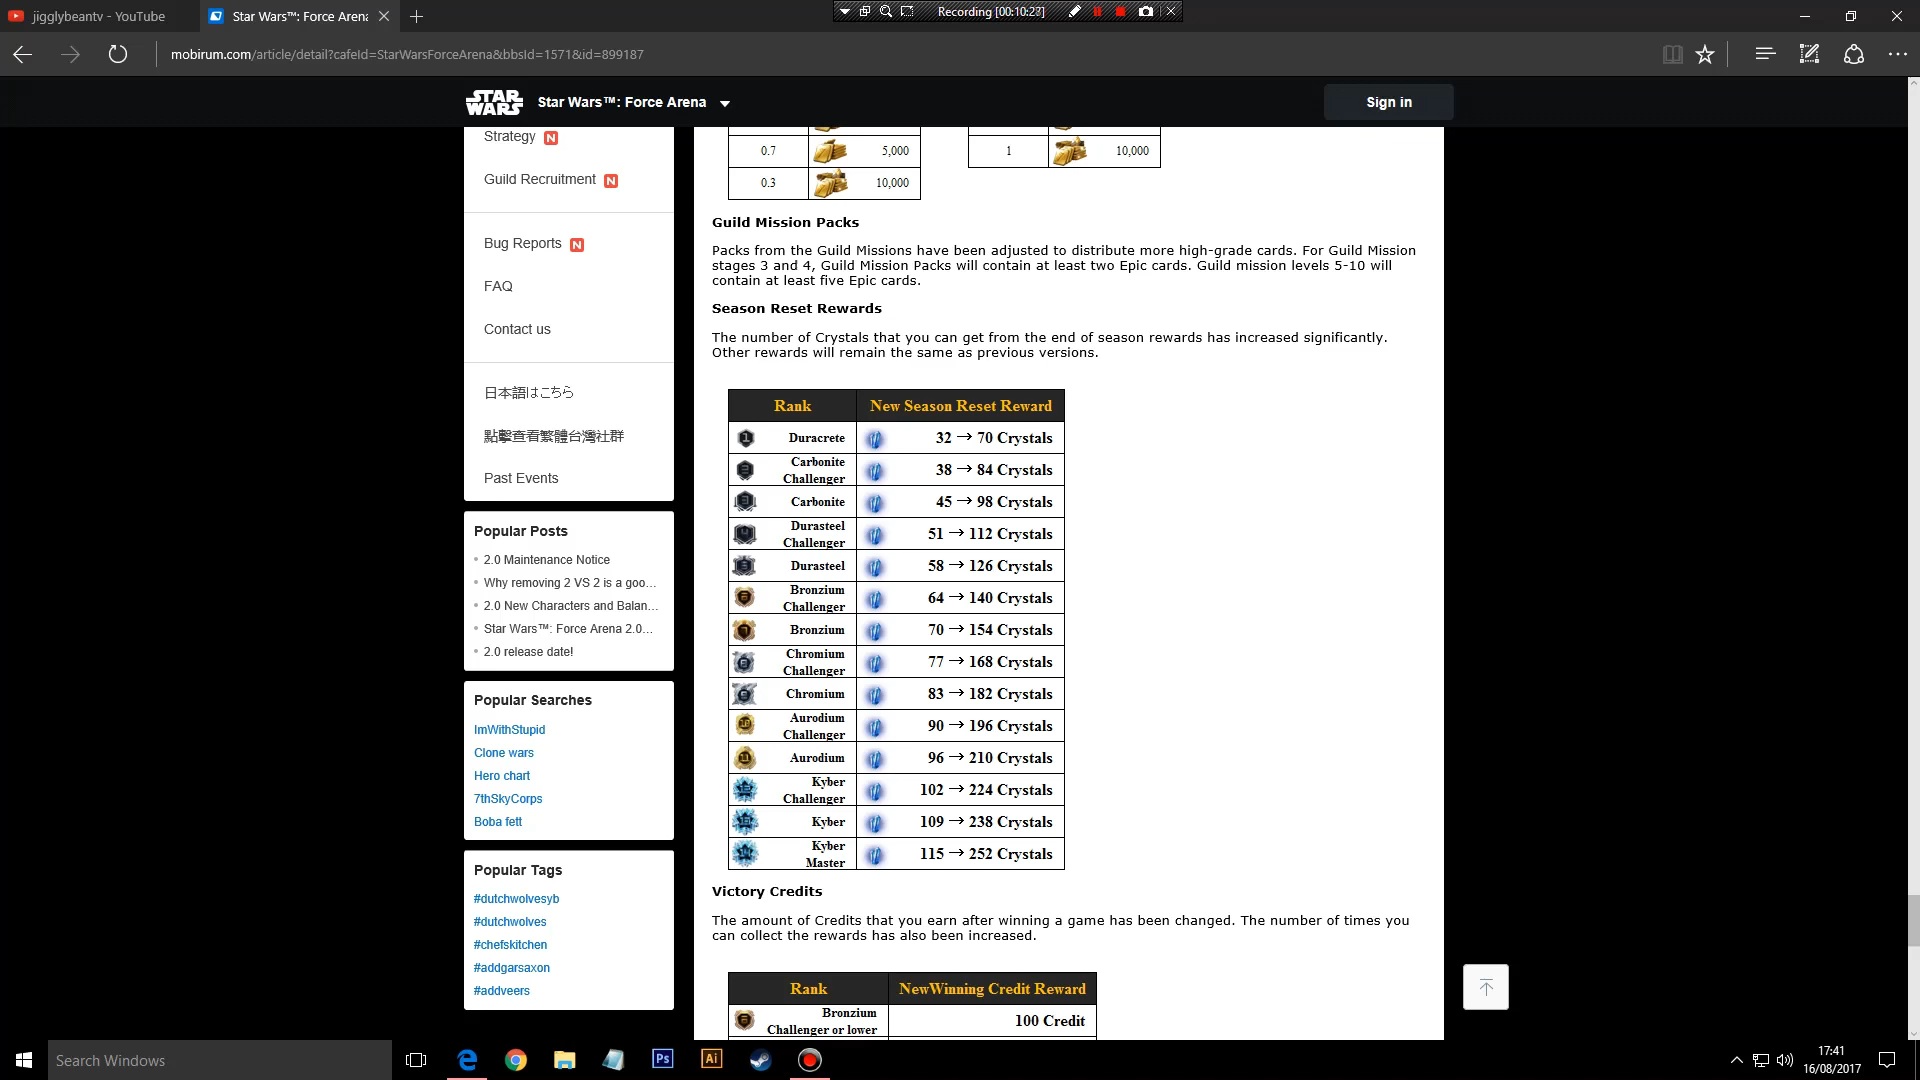 jigglybeantv - YouTube
Star Wars™: Force Arena
Recording [00:10:28]
mobirum.com/article/detail?cafeId=StarWarsForceArena&bbsId=1571&id=899187
STAR WARS
Star Wars™: Force Arena
Sign in
Strategy N
Guild Recruitment N
Bug Reports N
FAQ
Contact us
日本語はこちら
點擊查看繁體台灣社群
Past Events
Popular Posts
2.0 Maintenance Notice
Why removing 2 VS 2 is a goo...
2.0 New Characters and Balan...
Star Wars™: Force Arena 2.0...
2.0 release date!
Popular Searches
ImWithStupid
Clone wars
Hero chart
7thSkyCorps
Boba fett
Popular Tags
#dutchwolvesyb
#dutchwolves
#chefskitchen
#addgarsaxon
#addveers
0.7 5,000
1 10,000
0.3 10,000
Guild Mission Packs
Packs from the Guild Missions have been adjusted to distribute more high-grade cards. For Guild Mission
stages 3 and 4, Guild Mission Packs will contain at least two Epic cards. Guild mission levels 5-10 will
contain at least five Epic cards.
Season Reset Rewards
The number of Crystals that you can get from the end of season rewards has increased significantly.
Other rewards will remain the same as previous versions.
Rank New Season Reset Reward
Duracrete 32 → 70 Crystals
Carbonite
Challenger 38 → 84 Crystals
Carbonite 45 → 98 Crystals
Durasteel
Challenger 51 → 112 Crystals
Durasteel 58 → 126 Crystals
Bronzium
Challenger 64 → 140 Crystals
Bronzium 70 → 154 Crystals
Chromium
Challenger 77 → 168 Crystals
Chromium 83 → 182 Crystals
Aurodium
Challenger 90 → 196 Crystals
Aurodium 96 → 210 Crystals
Kyber
Challenger 102 → 224 Crystals
Kyber 109 → 238 Crystals
Kyber
Master 115 → 252 Crystals
Victory Credits
The amount of Credits that you earn after winning a game has been changed. The number of times you
can collect the rewards has also been increased.
Rank NewWinning Credit Reward
Bronzium
Challenger or lower 100 Credit
Search Windows
Ps
Ai
17:41
16/08/2017